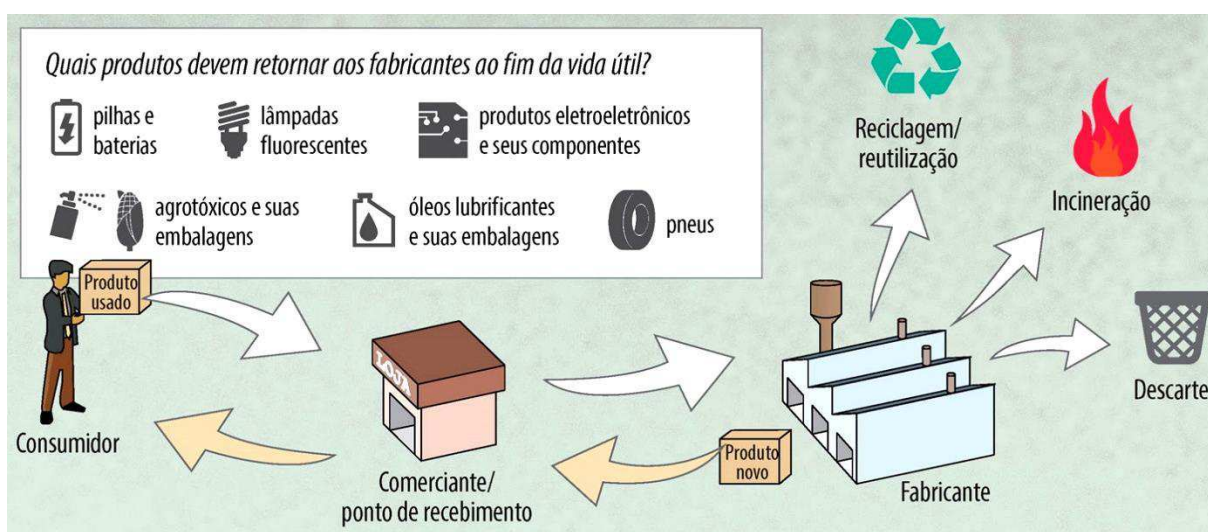 Quais produtos devem retornar aos fabricantes ao fim da vida útil?
pilhas e
baterias
lâmpadas
fluorescentes
produtos eletroeletrônicos
e seus componentes
agrotóxicos e suas
embalagens
óleos lubrificantes
e suas embalagens
pneus
Reciclagem/
reutilização
Incineração
Produto
usado
LOJA
Descarte
Consumidor
Produto
novo
Comerciante/
ponto de recebimento
Fabricante